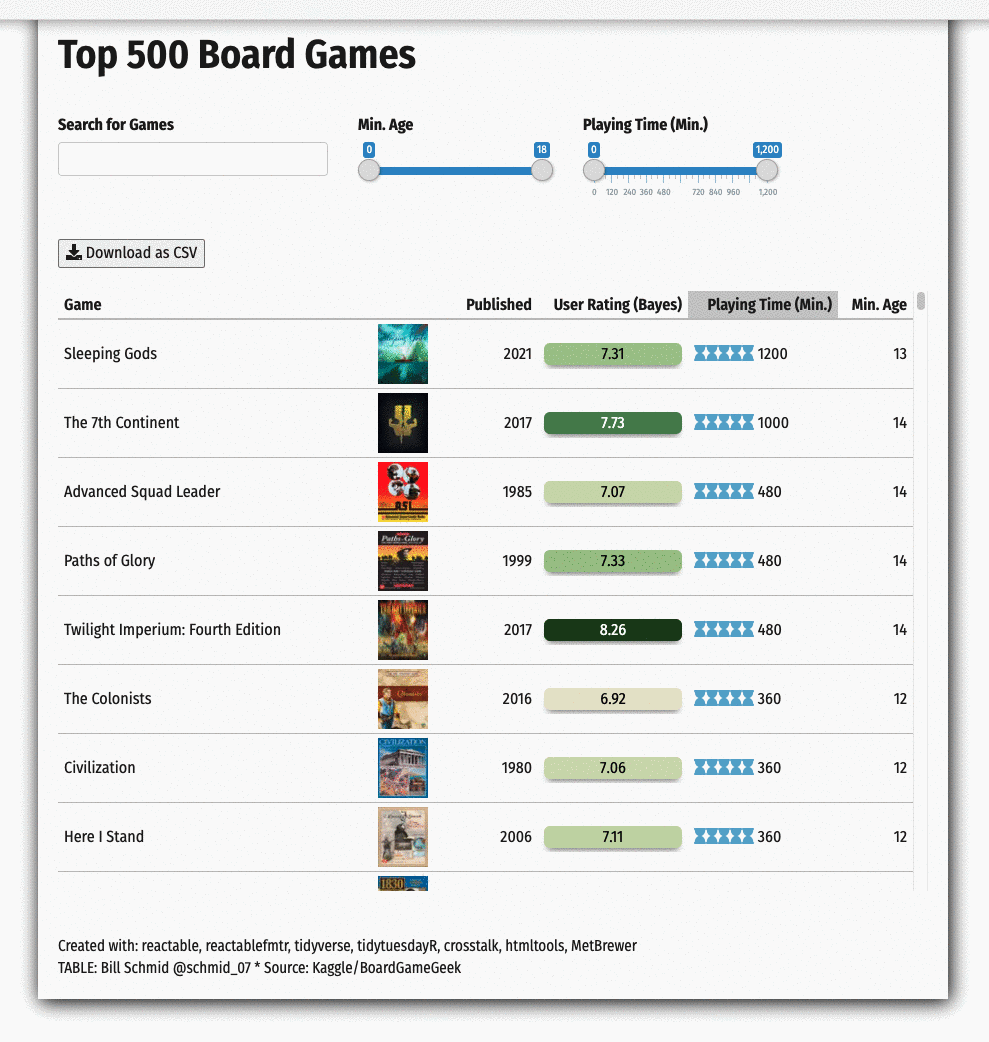 Top 500 Board Games
Search for Games Min. Age Playing Time (Min.)
0 18 0 1,200
0 120 240 360 480 720 840 960 1,200
Download as CSV
Game Published User Rating (Bayes) Playing Time (Min.) Min. Age
Sleeping Gods 2021 7.31 1200 13
The 7th Continent 2017 7.73 1000 14
Advanced Squad Leader 1985 7.07 480 14
ASL
Paths of Glory 1999 7.33 480 14
Paths of Glory
Twilight Imperium: Fourth Edition 2017 8.26 480 14
The Colonists 2016 6.92 360 12
Civilization 1980 7.06 360 12
CIVILIZATION
Here I Stand 2006 7.11 360 12
1830
Created with: reactable, reactablefmtr, tidyverse, tidytuesdayR, crosstalk, htmltools, MetBrewer
TABLE: Bill Schmid @schmid_07 * Source: Kaggle/BoardGameGeek